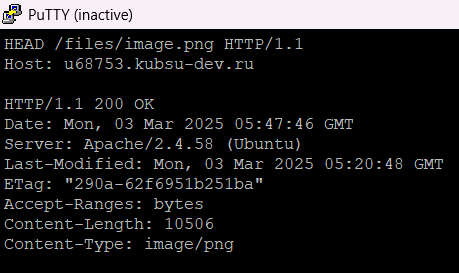 PuTTY (inactive)
HEAD /files/image.png HTTP/1.1
Host: u68753.kubsu-dev.ru
HTTP/1.1 200 OK
Date: Mon, 03 Mar 2025 05:47:46 GMT
Server: Apache/2.4.58 (Ubuntu)
Last-Modified: Mon, 03 Mar 2025 05:20:48 GMT
ETag: "290a-62f6951b251ba"
Accept-Ranges: bytes
Content-Length: 10506
Content-Type: image/png